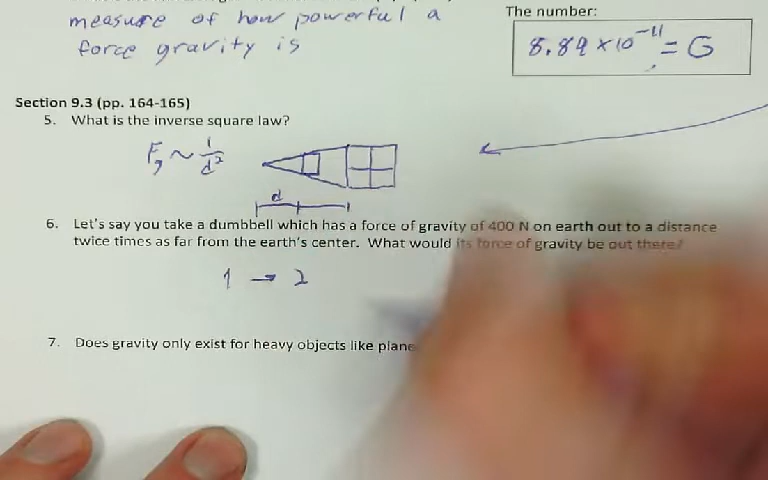 measure of how powerful a
force gravity is
The number:
8.89 x10^-11 = G
Section 9.3 (pp. 164-165)
5. What is the inverse square law?
Fg ~ 1/d²
d
6. Let's say you take a dumbbell which has a force of gravity of 400 N on earth out to a distance
twice times as far from the earth's center. What would its force of gravity be out there?
1 → 2
7. Does gravity only exist for heavy objects like plane